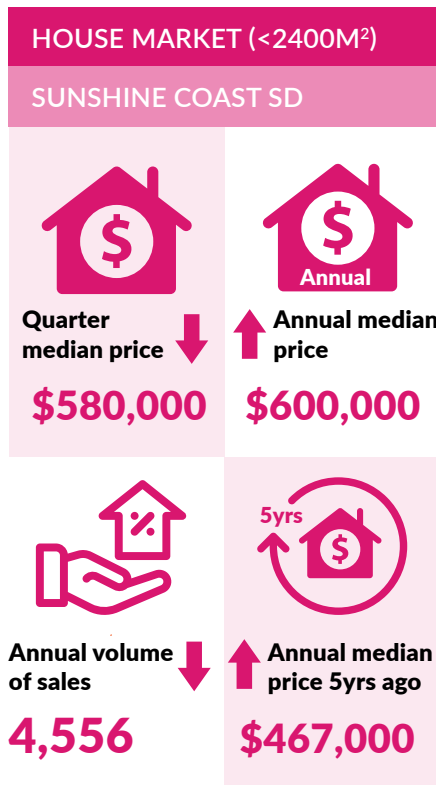 HOUSE MARKET (<2400M²)
SUNSHINE COAST SD
$
$
Annual
Quarter
median price
Annual median
price
$580,000
$600,000
%
5yrs
$
Annual volume
of sales
Annual median
price 5yrs ago
4,556
$467,000